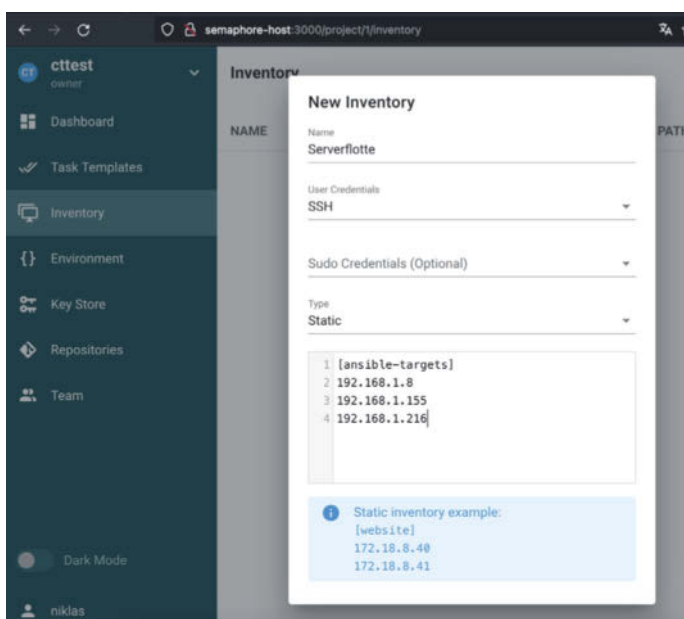 semaphore-host:3000/project/1/inventory
CT
cttest
owner
Dashboard
Task Templates
Inventory
Environment
Key Store
Repositories
Team
Dark Mode
niklas
Inventory
NAME
New Inventory
Name
Serverflotte
User Credentials
SSH
Sudo Credentials (Optional)
Type
Static
1 [ansible-targets]
2 192.168.1.8
3 192.168.1.155
4 192.168.1.216
Static inventory example:
[website]
172.18.8.40
172.18.8.41
PATH